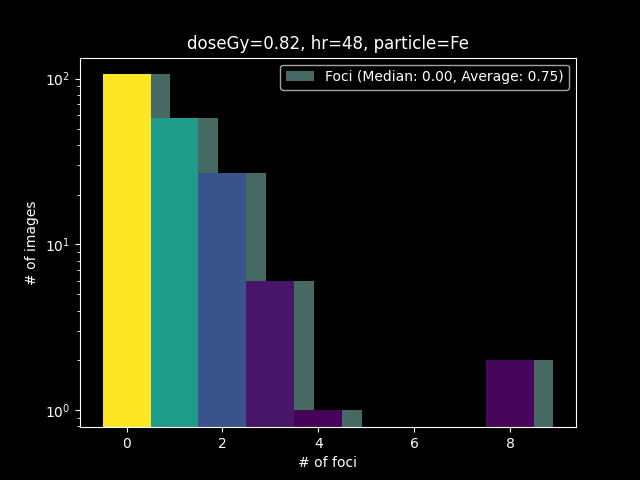 doseGy=0.82, hr=48, particle=Fe
Foci (Median: 0.00, Average: 0.75)
# of images
10²
10¹
10⁰
0 2 4 6 8
# of foci